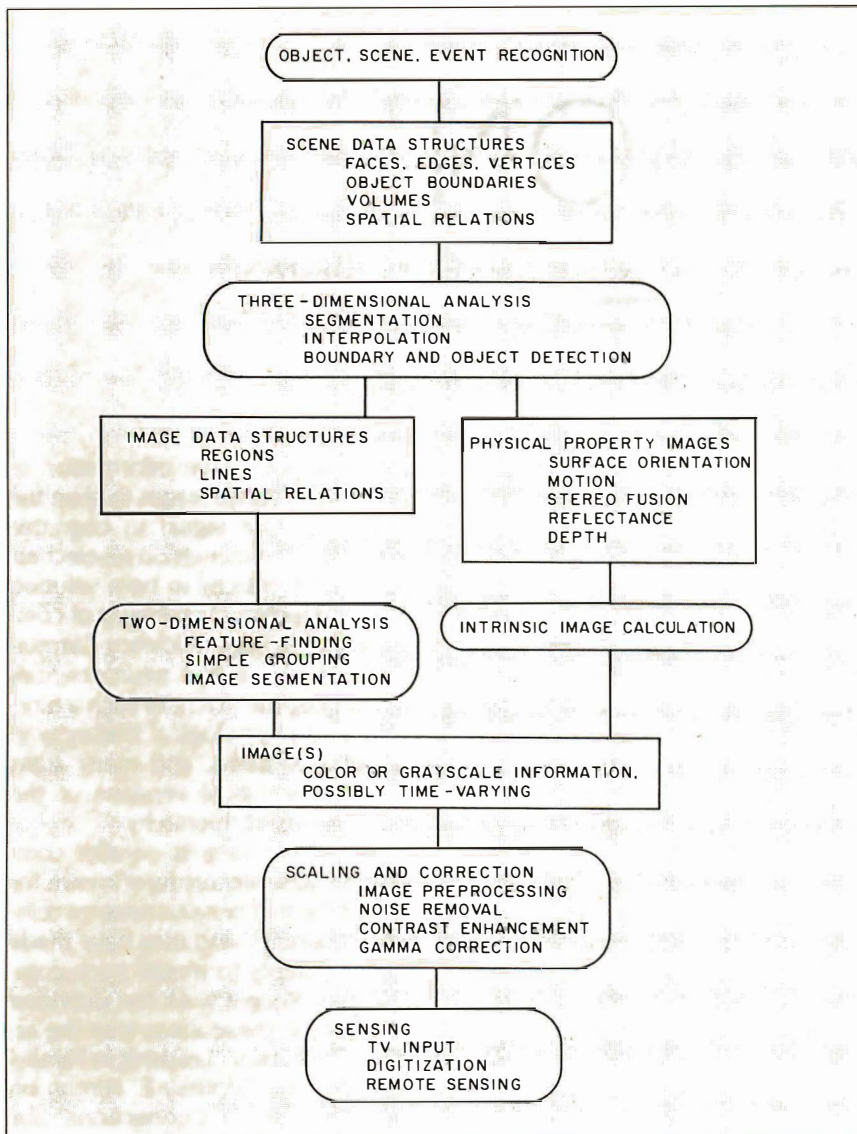 OBJECT, SCENE, EVENT RECOGNITION
SCENE DATA STRUCTURES
FACES, EDGES, VERTICES
OBJECT BOUNDARIES
VOLUMES
SPATIAL RELATIONS
THREE-DIMENSIONAL ANALYSIS
SEGMENTATION
INTERPOLATION
BOUNDARY AND OBJECT DETECTION
IMAGE DATA STRUCTURES
REGIONS
LINES
SPATIAL RELATIONS
PHYSICAL PROPERTY IMAGES
SURFACE ORIENTATION
MOTION
STEREO FUSION
REFLECTANCE
DEPTH
TWO-DIMENSIONAL ANALYSIS
FEATURE-FINDING
SIMPLE GROUPING
IMAGE SEGMENTATION
INTRINSIC IMAGE CALCULATION
IMAGE(S)
COLOR OR GRAYSCALE INFORMATION,
POSSIBLY TIME-VARYING
SCALING AND CORRECTION
IMAGE PREPROCESSING
NOISE REMOVAL
CONTRAST ENHANCEMENT
GAMMA CORRECTION
SENSING
TV INPUT
DIGITIZATION
REMOTE SENSING